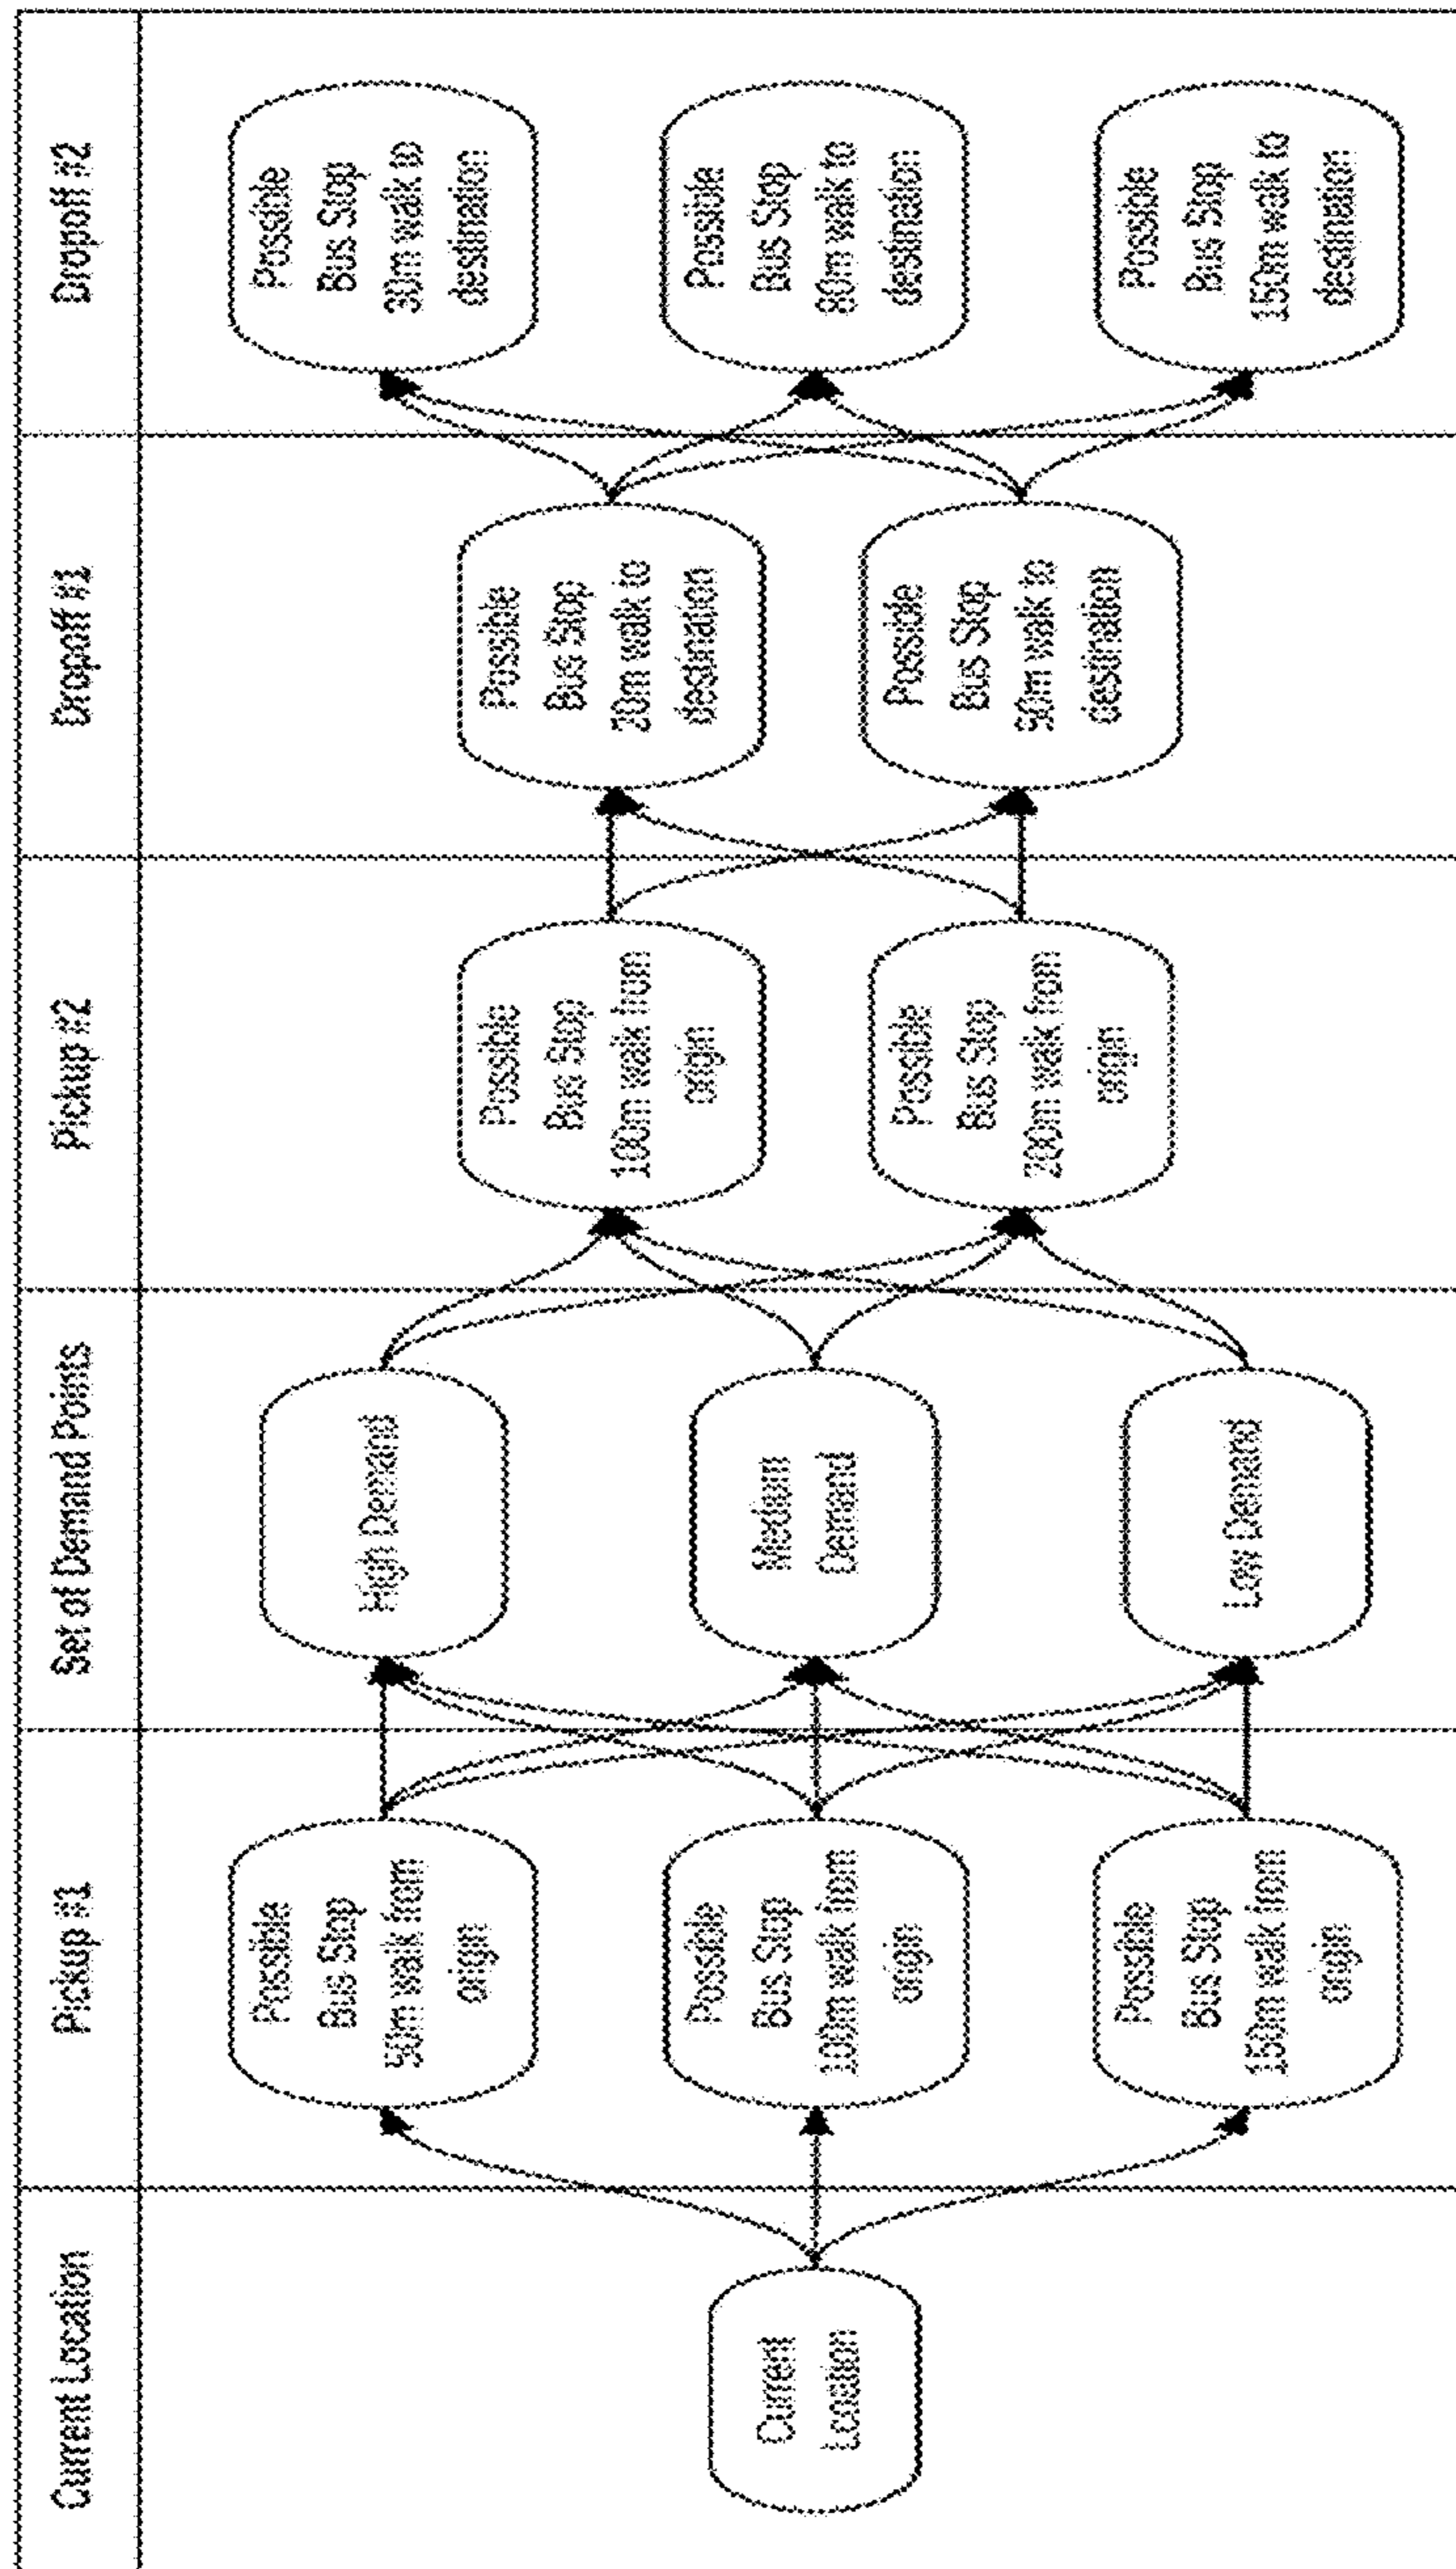 Current Location
Pickup #1
Set of Demand Points
Pickup #2
Dropoff #1
Dropoff #2
Current
Location
Possible
Bus Stop
50m walk from
origin
Possible
Bus Stop
100m walk from
origin
Possible
Bus Stop
150m walk from
origin
High Demand
Medium
Demand
Low Demand
Possible
Bus Stop
100m walk from
origin
Possible
Bus Stop
200m walk from
origin
Possible
Bus Stop
20m walk to
destination
Possible
Bus Stop
50m walk to
destination
Possible
Bus Stop
30m walk to
destination
Possible
Bus Stop
80m walk to
destination
Possible
Bus Stop
150m walk to
destination